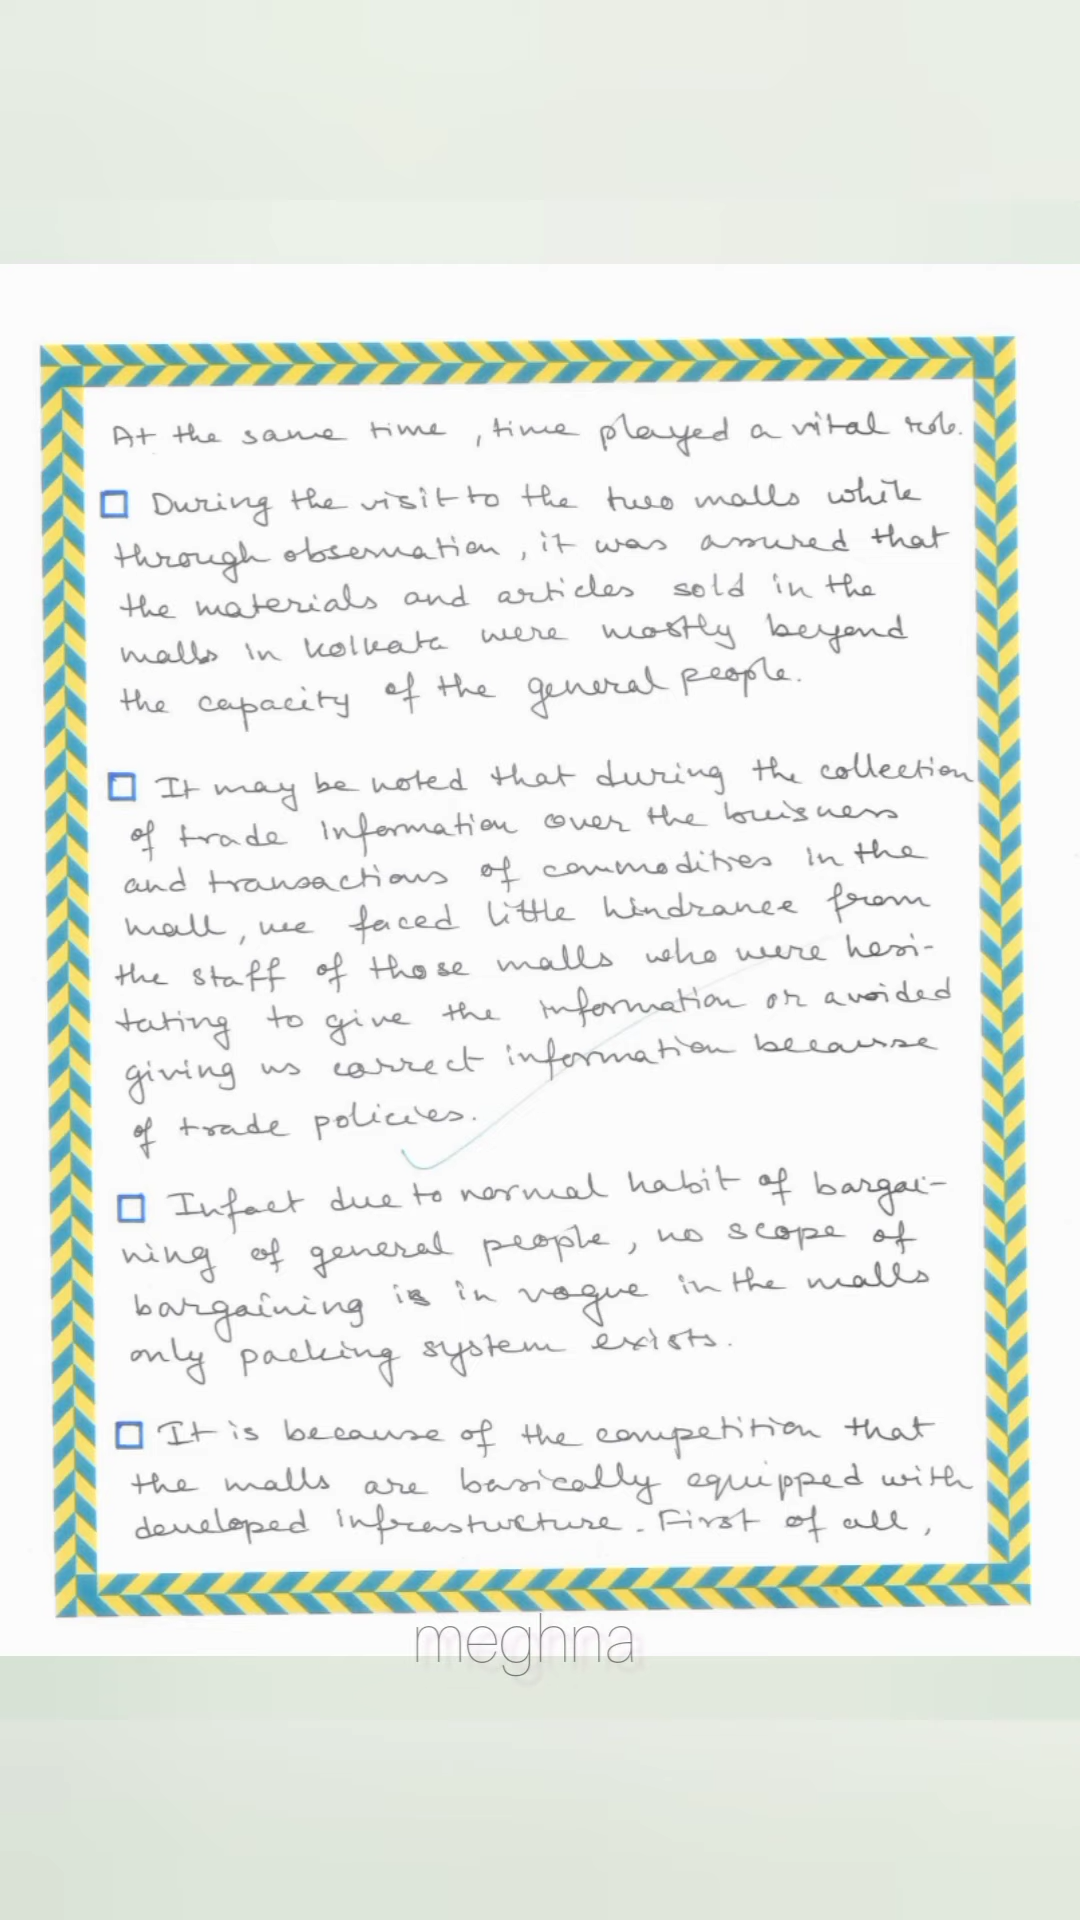 At the same time, time played a vital role.
During the visit to the two malls while
through observation, it was assured that
the materials and articles sold in the
malls in Kolkata were mostly beyond
the capacity of the general people.
It may be noted that during the collection
of trade information over the buisness
and transactions of commodities in the
mall, we faced little hindrance from
the staff of those malls who were hesi-
tating to give the information or avoided
giving us correct information because
of trade policies.
Infact due to normal habit of bargai-
ning of general people, no scope of
bargaining is in vogue in the malls
only packing system exists.
It is because of the competition that
the malls are basically equipped with
developed infrastructure. First of all,
meghna